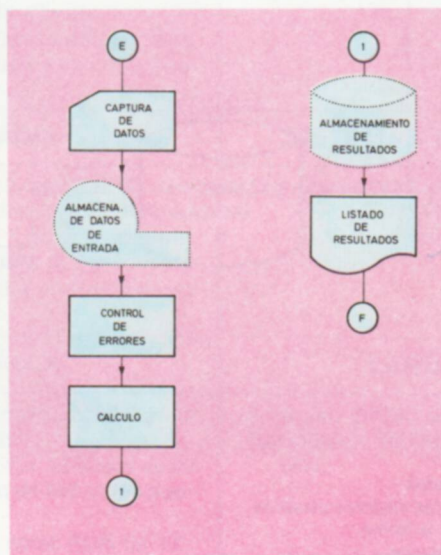 E
CAPTURA
DE
DATOS
ALMACENA.
DE DATOS
DE
ENTRADA
CONTROL
DE
ERRORES
CALCULO
1
1
ALMACENAMIENTO
DE
RESULTADOS
LISTADO
DE
RESULTADOS
F